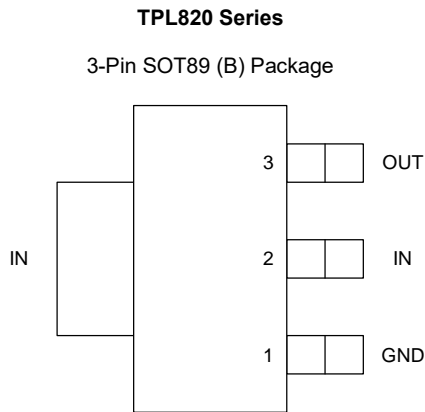 TPL820 Series
3-Pin SOT89 (B) Package
3 OUT
IN 2 IN
1 GND